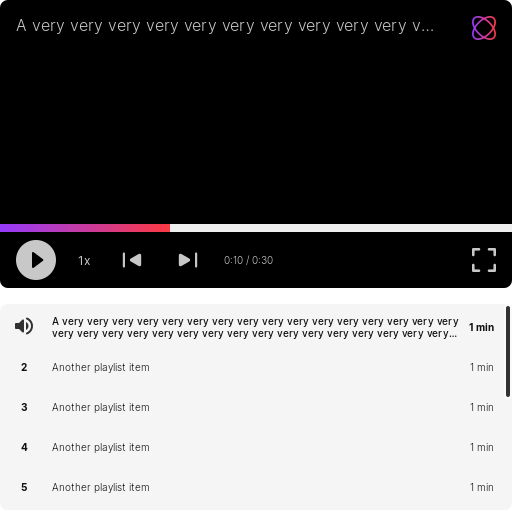 A very very very very very very very very very very v...
1x
0:10 / 0:30
A very very very very very very very very very very very very very very very very
very very very very very very very very very very very very very very very very...
1 min
2 Another playlist item 1 min
3 Another playlist item 1 min
4 Another playlist item 1 min
5 Another playlist item 1 min